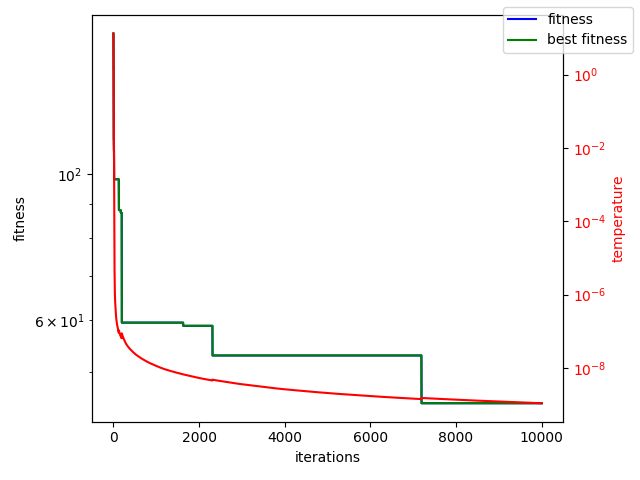 fitness
best fitness
10^2
6 × 10^1
fitness
10^0
10^-2
10^-4
10^-6
10^-8
temperature
0
2000
4000
6000
8000
10000
iterations